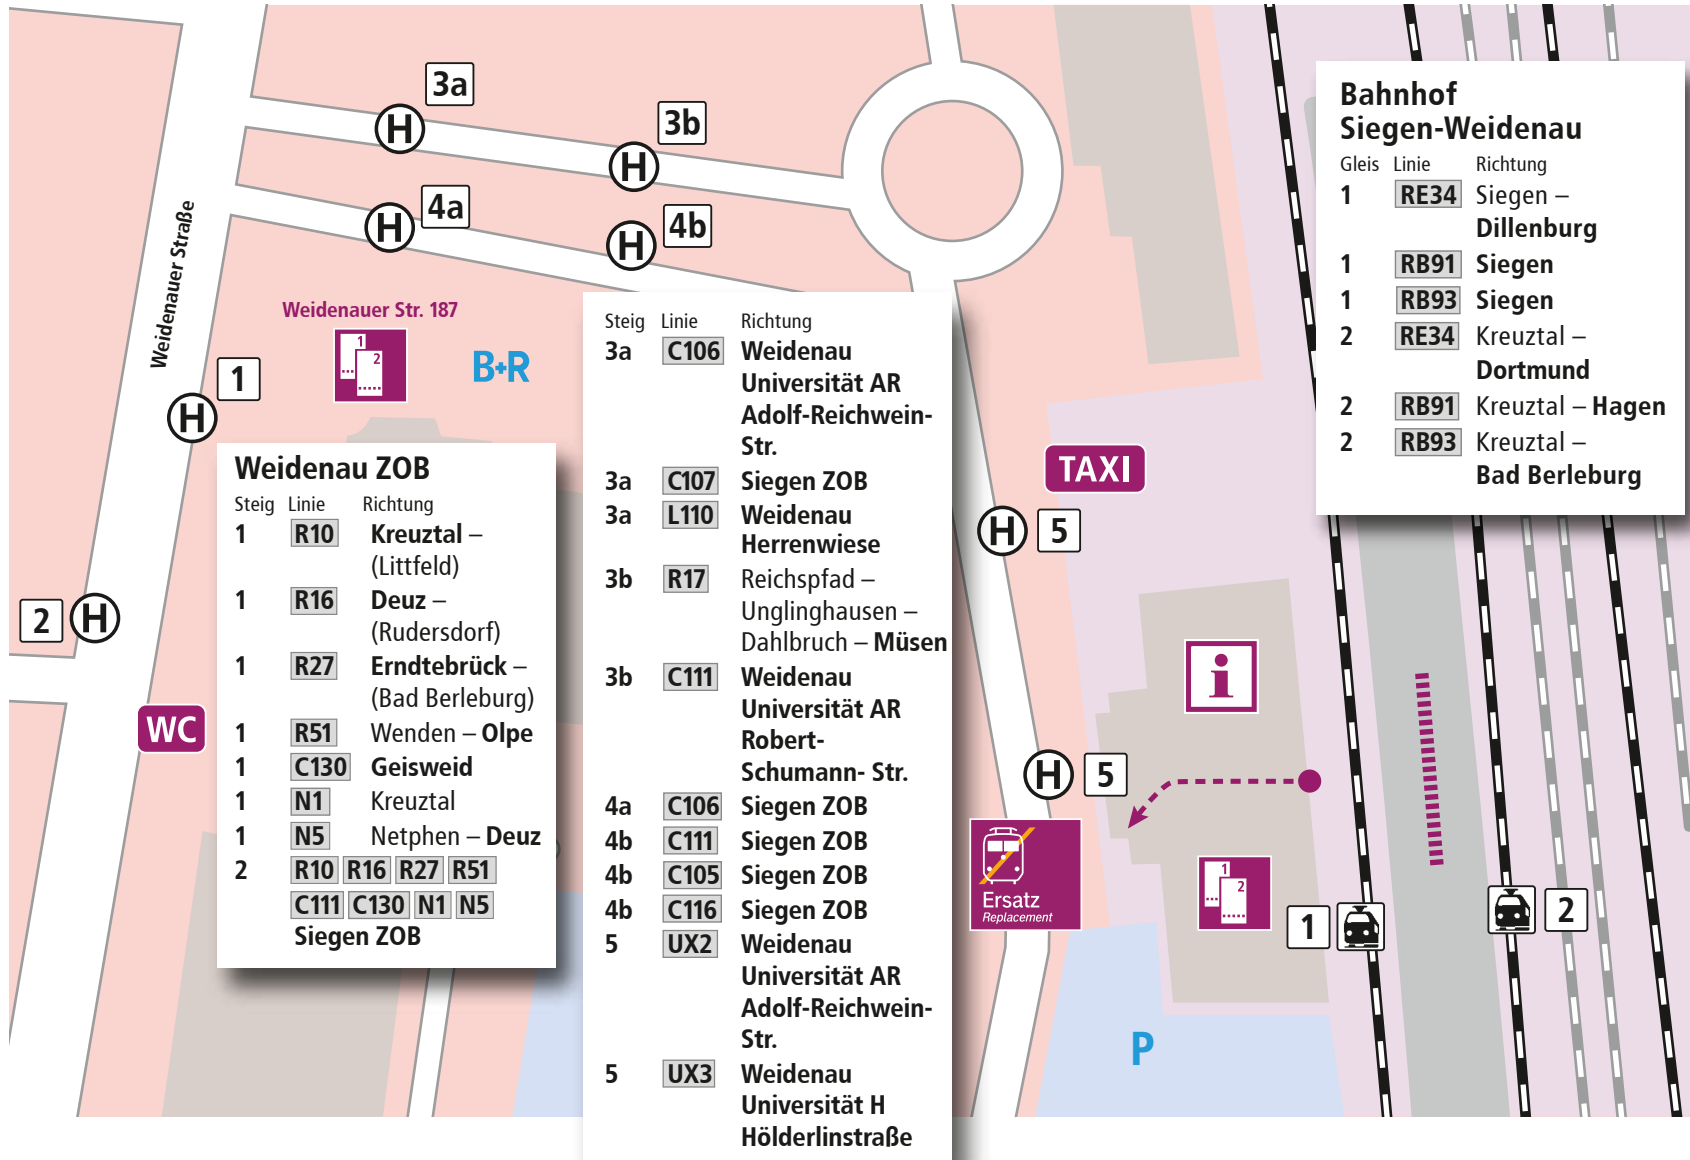 3a
3b
4a
4b
Weidenauer Straße
Weidenauer Str. 187
1
2
B+R
1
2
WC
Weidenau ZOB
Steig Linie Richtung
1 R10 Kreuztal –
(Littfeld)
1 R16 Deuz –
(Rudersdorf)
1 R27 Erndtebrück –
(Bad Berleburg)
1 R51 Wenden – Olpe
1 C130 Geisweid
1 N1 Kreuztal
1 N5 Netphen – Deuz
2 R10 R16 R27 R51
C111 C130 N1 N5
Siegen ZOB
Steig Linie Richtung
3a C106 Weidenau
Universität AR
Adolf-Reichwein-
Str.
3a C107 Siegen ZOB
3a L110 Weidenau
Herrenwiese
3b R17 Reichspfad –
Unglinghausen –
Dahlbruch – Müsen
3b C111 Weidenau
Universität AR
Robert-
Schumann- Str.
4a C106 Siegen ZOB
4b C111 Siegen ZOB
4b C105 Siegen ZOB
4b C116 Siegen ZOB
5 UX2 Weidenau
Universität AR
Adolf-Reichwein-
Str.
5 UX3 Weidenau
Universität H
Hölderlinstraße
H
H
H
H
H
H
H
H
TAXI
5
5
i
Ersatz
Replacement
1
2
1
2
P
Bahnhof
Siegen-Weidenau
Gleis Linie Richtung
1 RE34 Siegen –
Dillenburg
1 RB91 Siegen
1 RB93 Siegen
2 RE34 Kreuztal –
Dortmund
2 RB91 Kreuztal – Hagen
2 RB93 Kreuztal –
Bad Berleburg